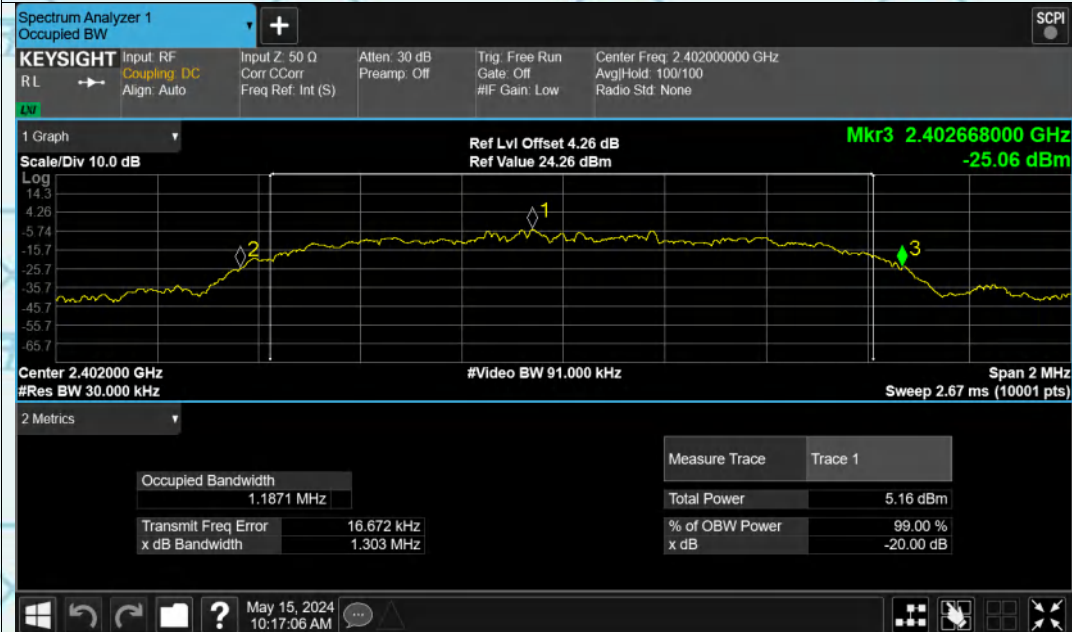 Spectrum Analyzer 1
Occupied BW
+
SCPI
KEYSIGHT Input: RF Input Z: 50 Ω Atten: 30 dB Trig: Free Run Center Freq: 2.402000000 GHz
R L Coupling: DC Corr CCorr Preamp: Off Gate: Off Avg|Hold: 100/100
Align: Auto Freq Ref: Int (S) #IF Gain: Low Radio Std: None
LXI
1 Graph Ref Lvl Offset 4.26 dB Mkr3 2.402668000 GHz
Scale/Div 10.0 dB Ref Value 24.26 dBm -25.06 dBm
Log
14.3
4.26
-5.74
-15.7
-25.7
-35.7
-45.7
-55.7
-65.7
1
2
3
Center 2.402000 GHz #Video BW 91.000 kHz Span 2 MHz
#Res BW 30.000 kHz Sweep 2.67 ms (10001 pts)
2 Metrics
Measure Trace Trace 1
Occupied Bandwidth
1.1871 MHz Total Power 5.16 dBm
Transmit Freq Error 16.672 kHz % of OBW Power 99.00 %
x dB Bandwidth 1.303 MHz x dB -20.00 dB
? May 15, 2024
10:17:06 AM